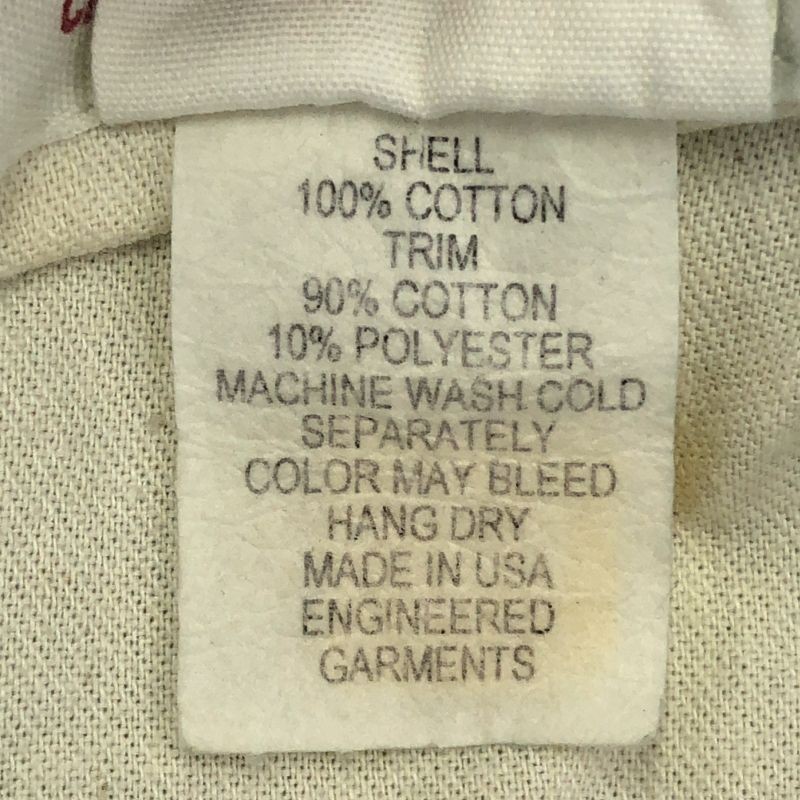 SHELL
100% COTTON
TRIM
90% COTTON
10% POLYESTER
MACHINE WASH COLD
SEPARATELY
COLOR MAY BLEED
HANG DRY
MADE IN USA
ENGINEERED
GARMENTS